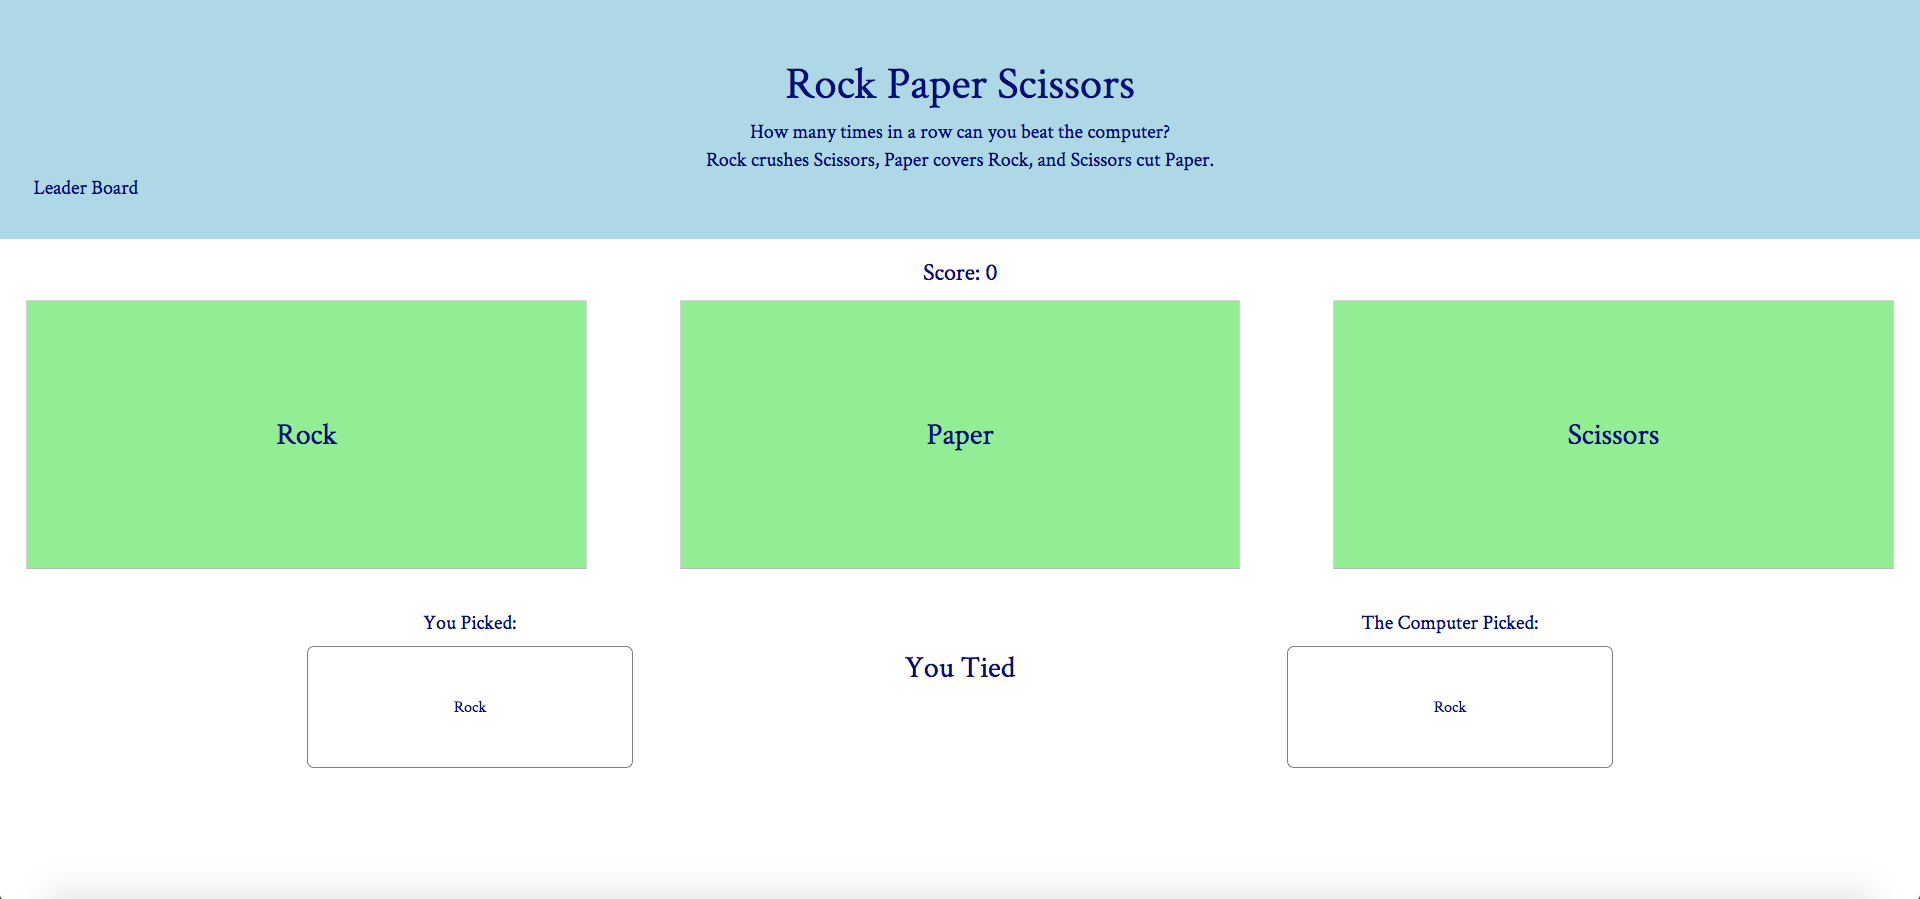 Rock Paper Scissors
How many times in a row can you beat the computer?
Rock crushes Scissors, Paper covers Rock, and Scissors cut Paper.
Leader Board
Score: 0
Rock
Paper
Scissors
You Picked:
Rock
You Tied
The Computer Picked:
Rock